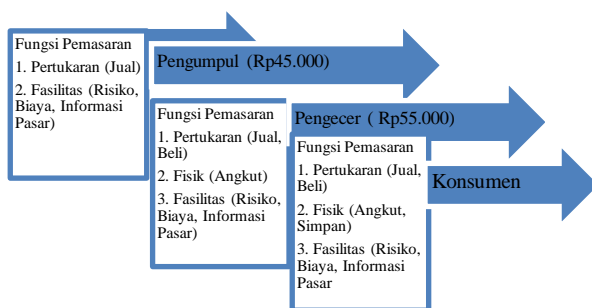 Fungsi Pemasaran
1. Pertukaran (Jual)
2. Fasilitas (Risiko,
Biaya, Informasi
Pasar)
Pengumpul (Rp45.000)
Fungsi Pemasaran
1. Pertukaran (Jual,
Beli)
2. Fisik (Angkut)
3. Fasilitas (Risiko,
Biaya, Informasi
Pasar)
Pengecer ( Rp55.000)
Fungsi Pemasaran
1. Pertukaran (Jual,
Beli)
2. Fisik (Angkut,
Simpan)
3. Fasilitas (Risiko,
Biaya, Informasi
Pasar
Konsumen